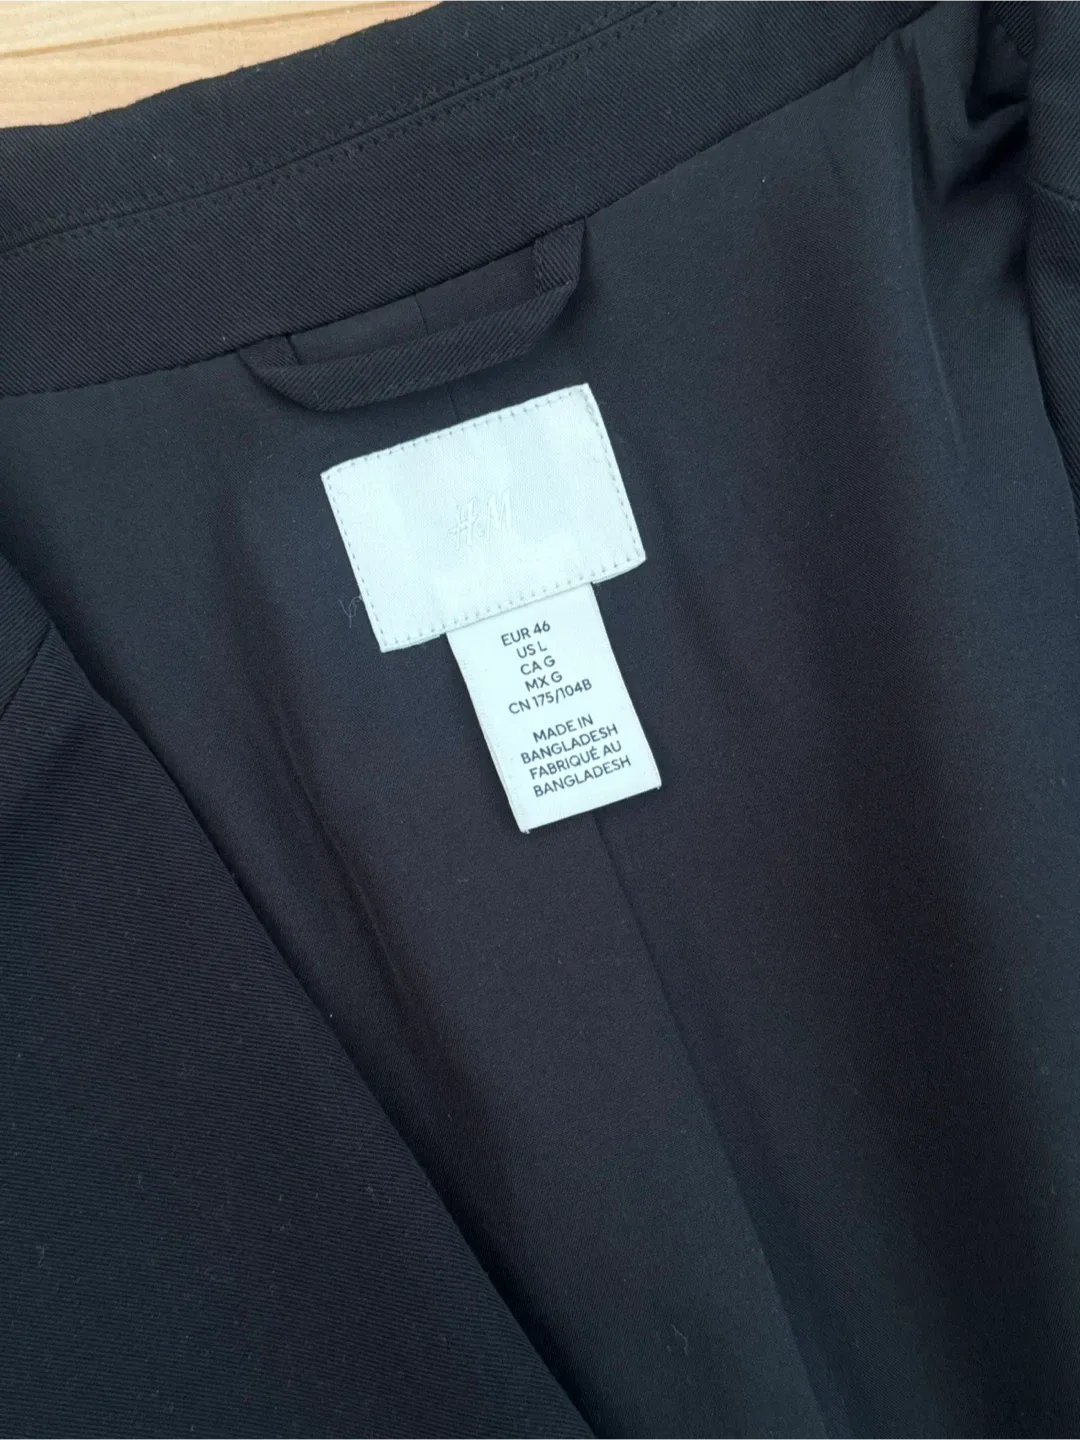 H&M
EUR 46
US L
CA G
MX G
CN 175/104B
MADE IN
BANGLADESH
FABRIQUÉ AU
BANGLADESH